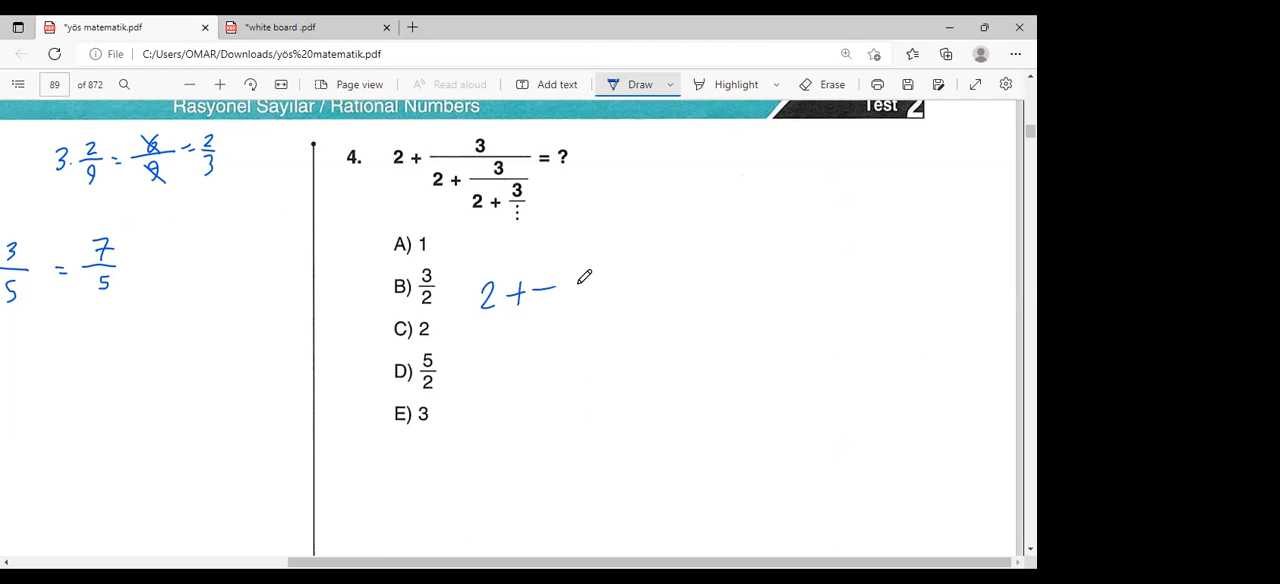 *yös matematik.pdf
*white board .pdf
File C:/Users/OMAR/Downloads/yös%20matematik.pdf
89 of 872 Page view Read aloud Add text Draw Highlight Erase
Rasyonel Sayılar / Rational Numbers Test 2
3. 2/9 = 6/9 = 2/3
3/5 = 7/5
4. 2 + 3/(2 + 3/(2 + 3/⋮)) = ?
A) 1
B) 3/2
2 + —
C) 2
D) 5/2
E) 3